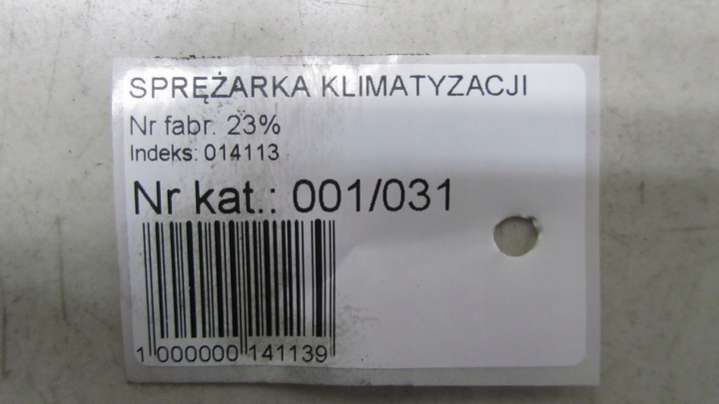 SPRĘŻARKA KLIMATYZACJI
Nr fabr. 23%
Indeks: 014113
Nr kat.: 001/031
1 000000 141139